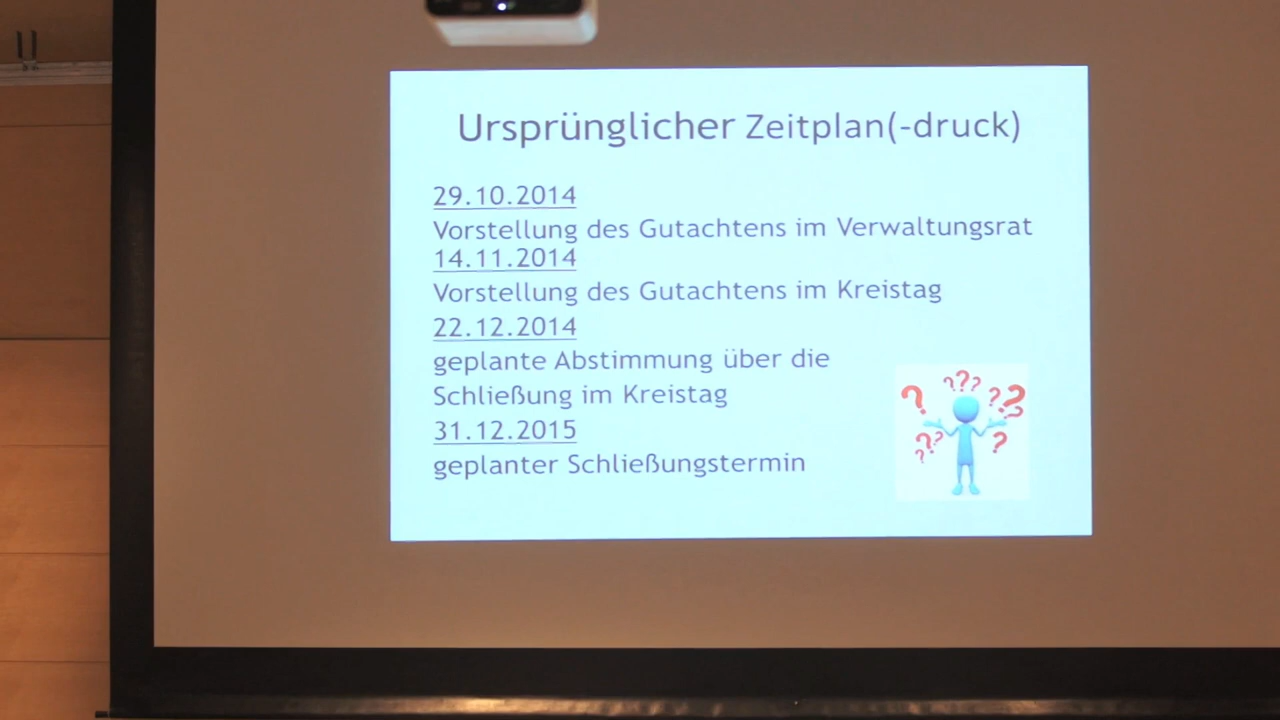 Ursprünglicher Zeitplan(-druck)
29.10.2014
Vorstellung des Gutachtens im Verwaltungsrat
14.11.2014
Vorstellung des Gutachtens im Kreistag
22.12.2014
geplante Abstimmung über die
Schließung im Kreistag
31.12.2015
geplanter Schließungstermin
???
?
??
?
??
?
?